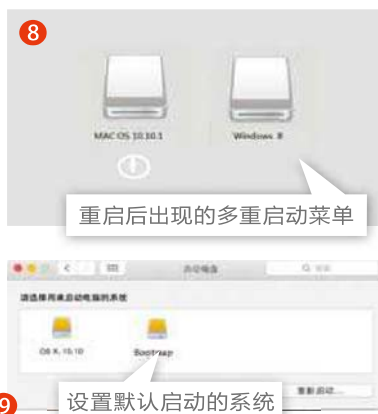 8
MAC OS 10.10.1
Windows 8
重启后出现的多重启动菜单
启动磁盘
请选择用来启动电脑的系统
OS X, 10.10
Bootcamp
重新启动...
9
设置默认启动的系统